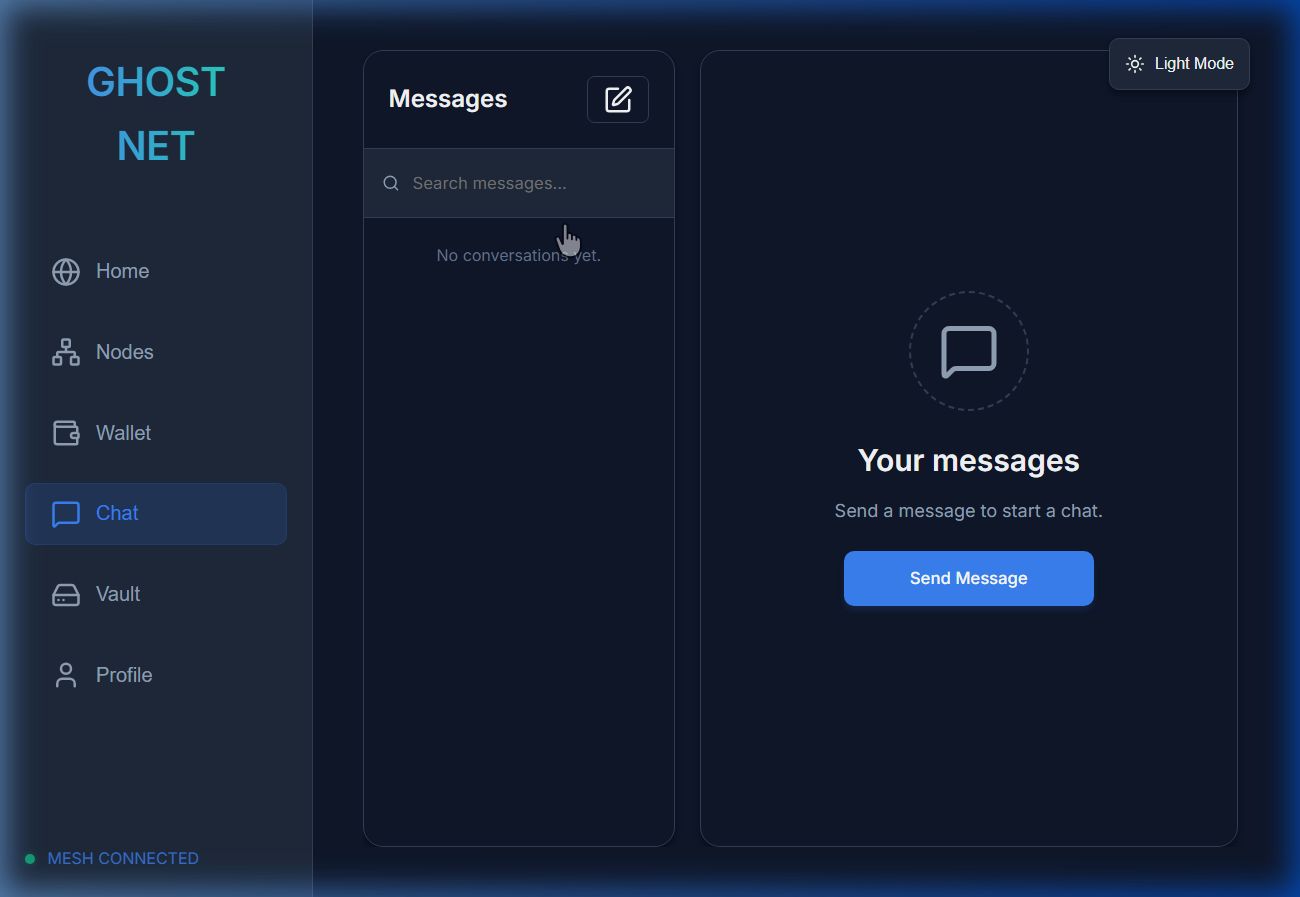 GHOST
NET
Home
Nodes
Wallet
Chat
Vault
Profile
MESH CONNECTED
Messages
Search messages...
No conversations yet.
Light Mode
Your messages
Send a message to start a chat.
Send Message